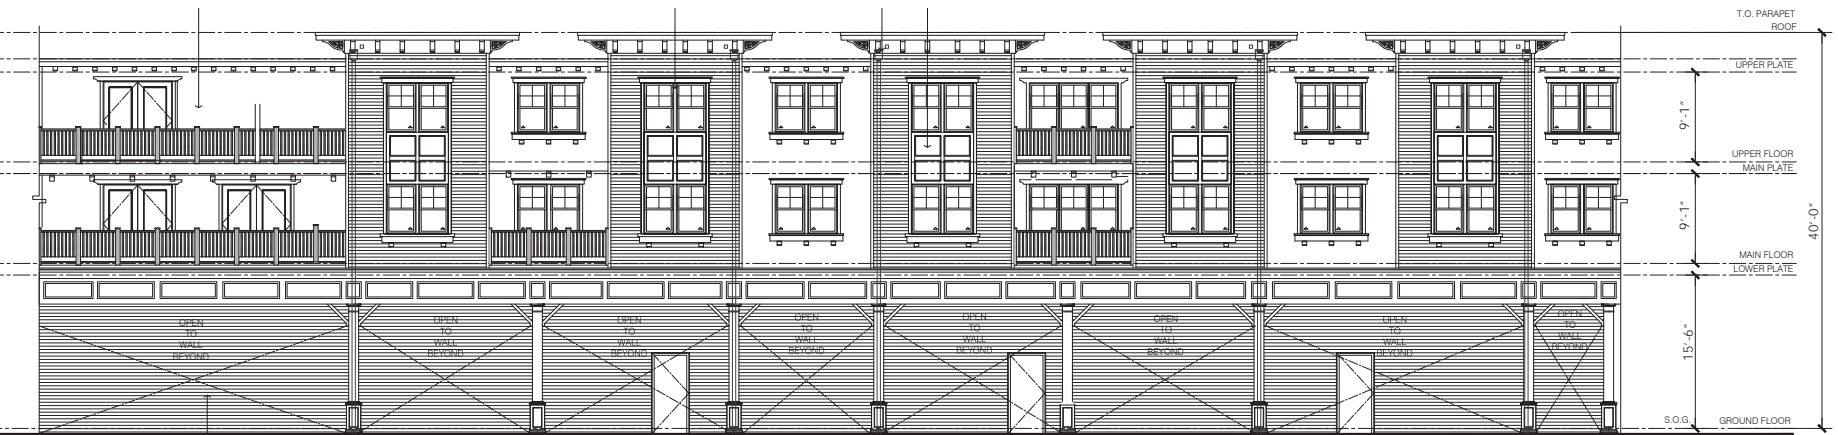 T.O. PARAPET
ROOF
UPPER PLATE
9'-1"
UPPER FLOOR
MAIN PLATE
9'-1"
40'-0"
MAIN FLOOR
LOWER PLATE
OPEN
TO
WALL
BEYOND
OPEN
TO
WALL
BEYOND
OPEN
TO
WALL
BEYOND
OPEN
TO
WALL
BEYOND
OPEN
TO
WALL
BEYOND
OPEN
TO
WALL
BEYOND
OPEN
TO
WALL
BEYOND
OPEN
TO
WALL
BEYOND
15'-6"
S.O.G. GROUND FLOOR